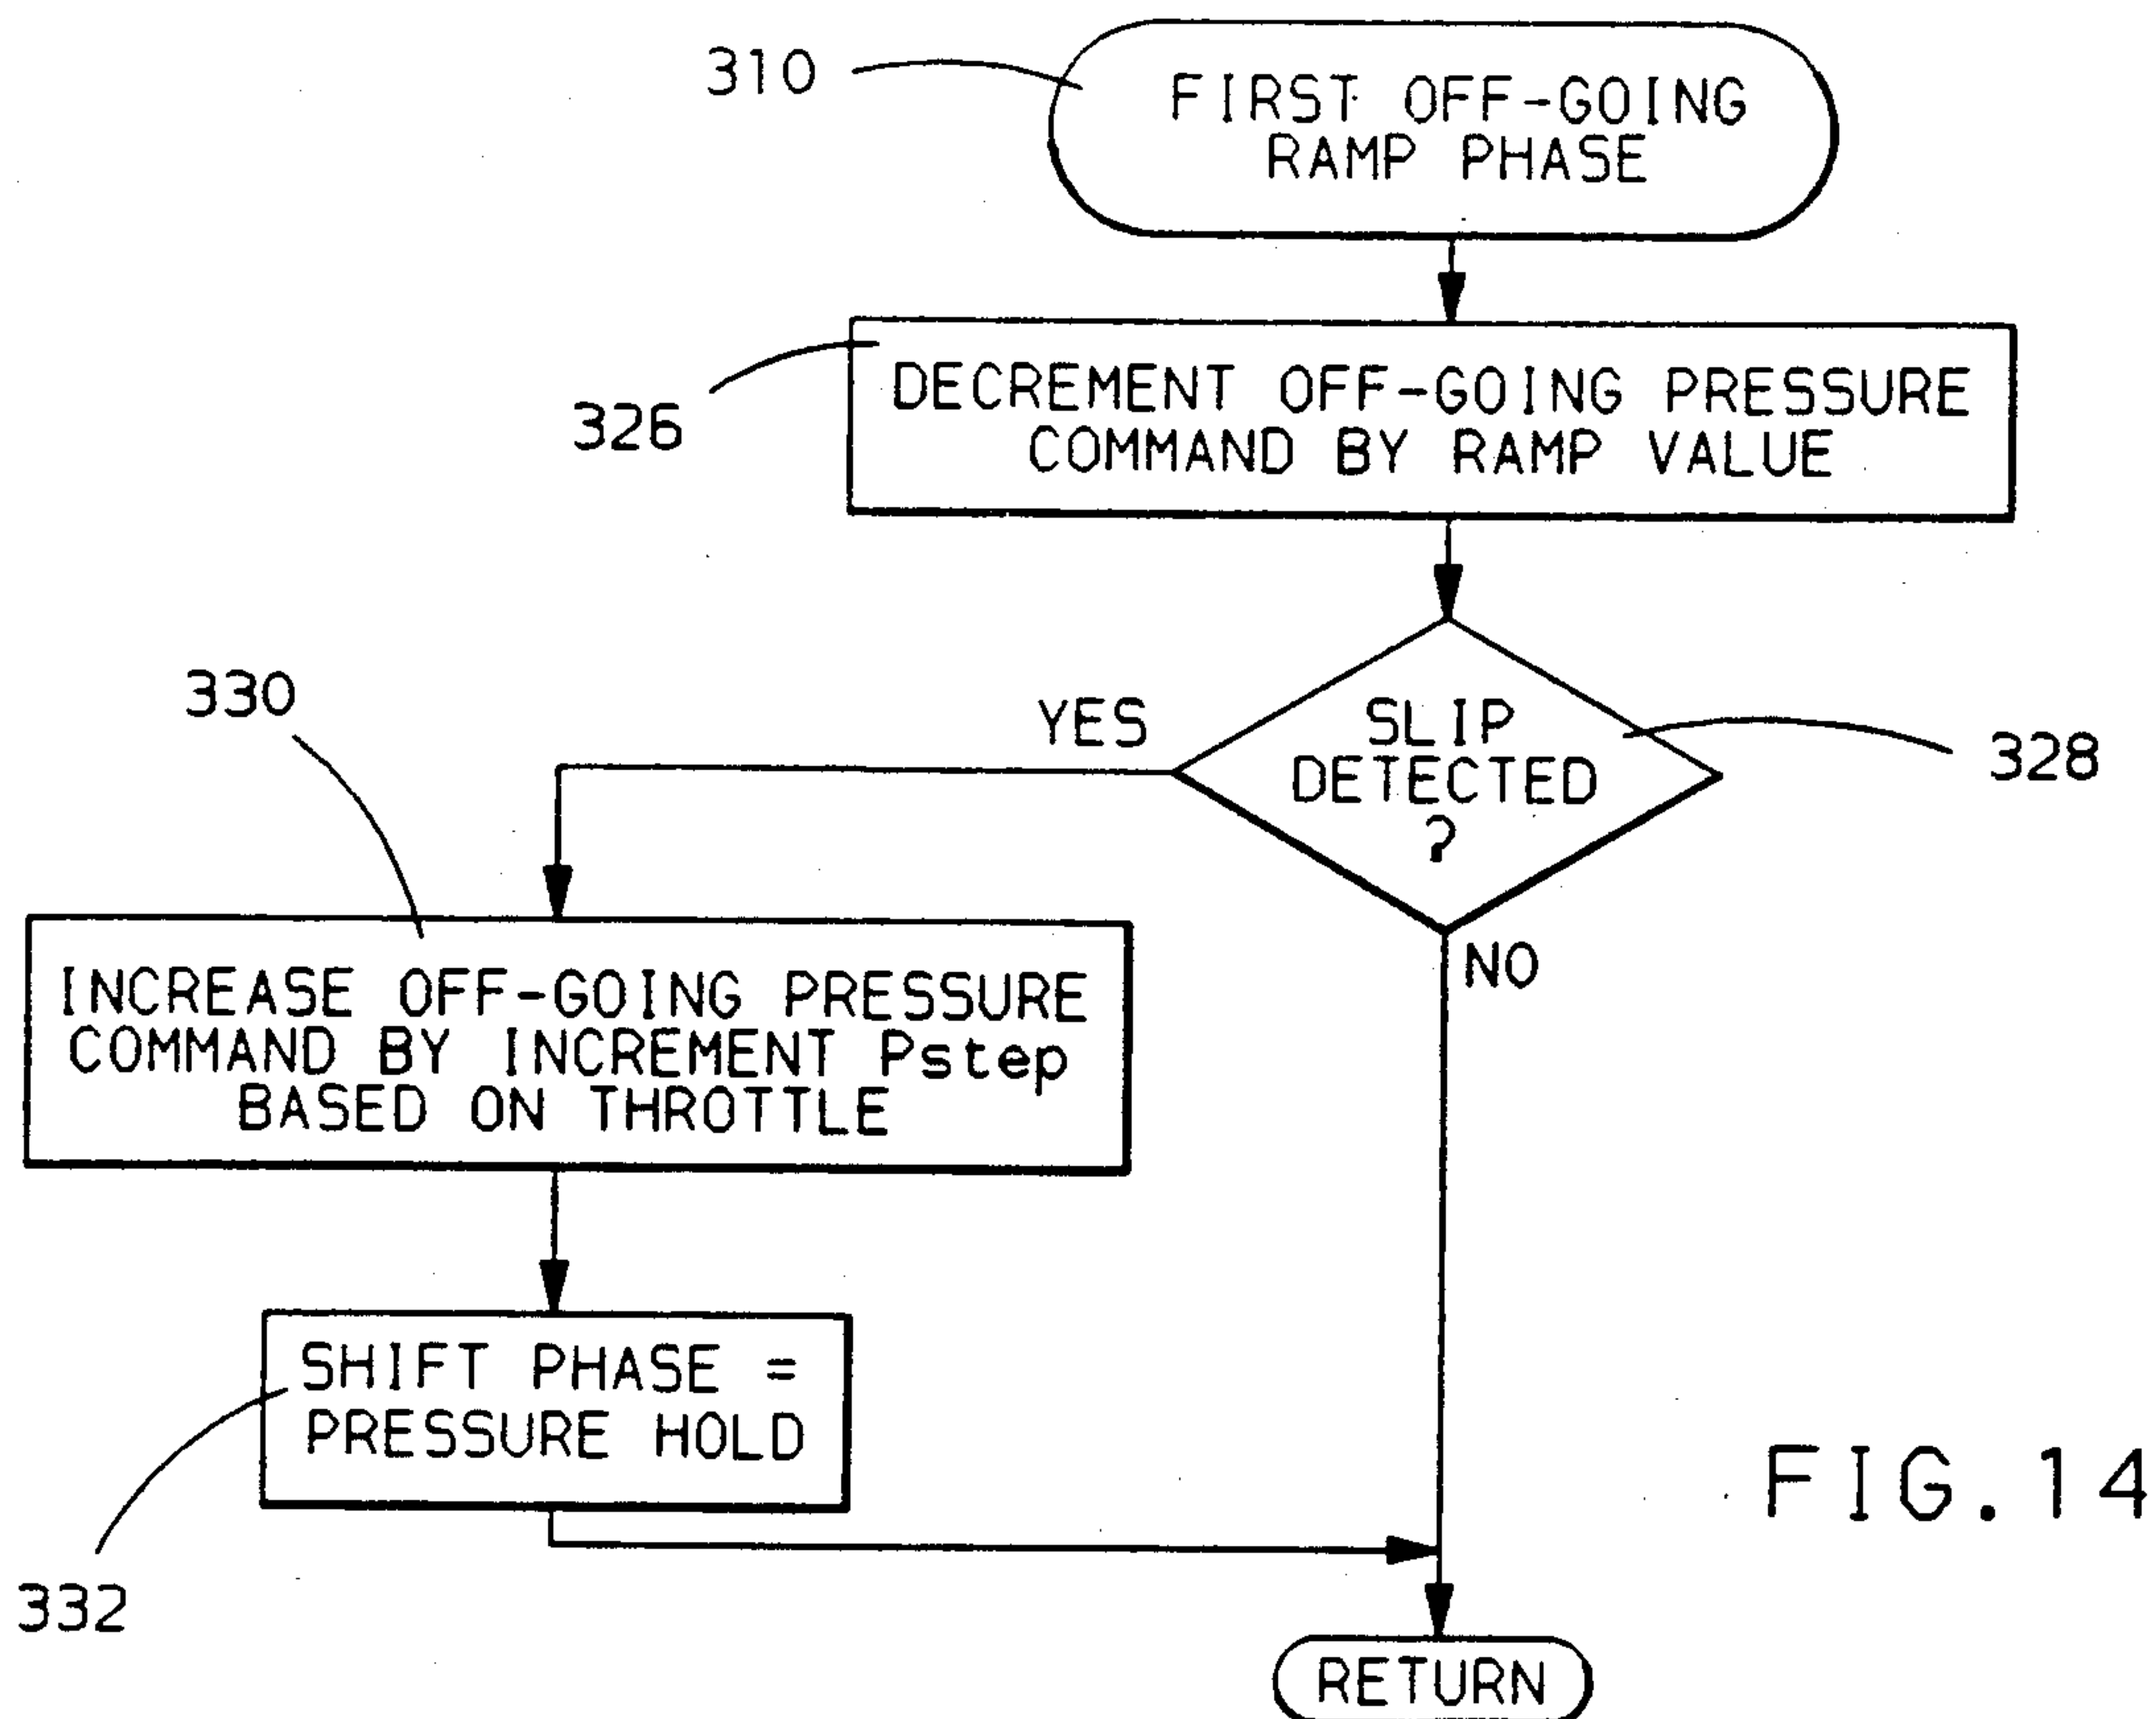 310
FIRST OFF-GOING
RAMP PHASE
326
DECREMENT OFF-GOING PRESSURE
COMMAND BY RAMP VALUE
330
YES
SLIP
DETECTED
?
328
NO
INCREASE OFF-GOING PRESSURE
COMMAND BY INCREMENT Pstep
BASED ON THROTTLE
SHIFT PHASE =
PRESSURE HOLD
332
FIG.14
RETURN